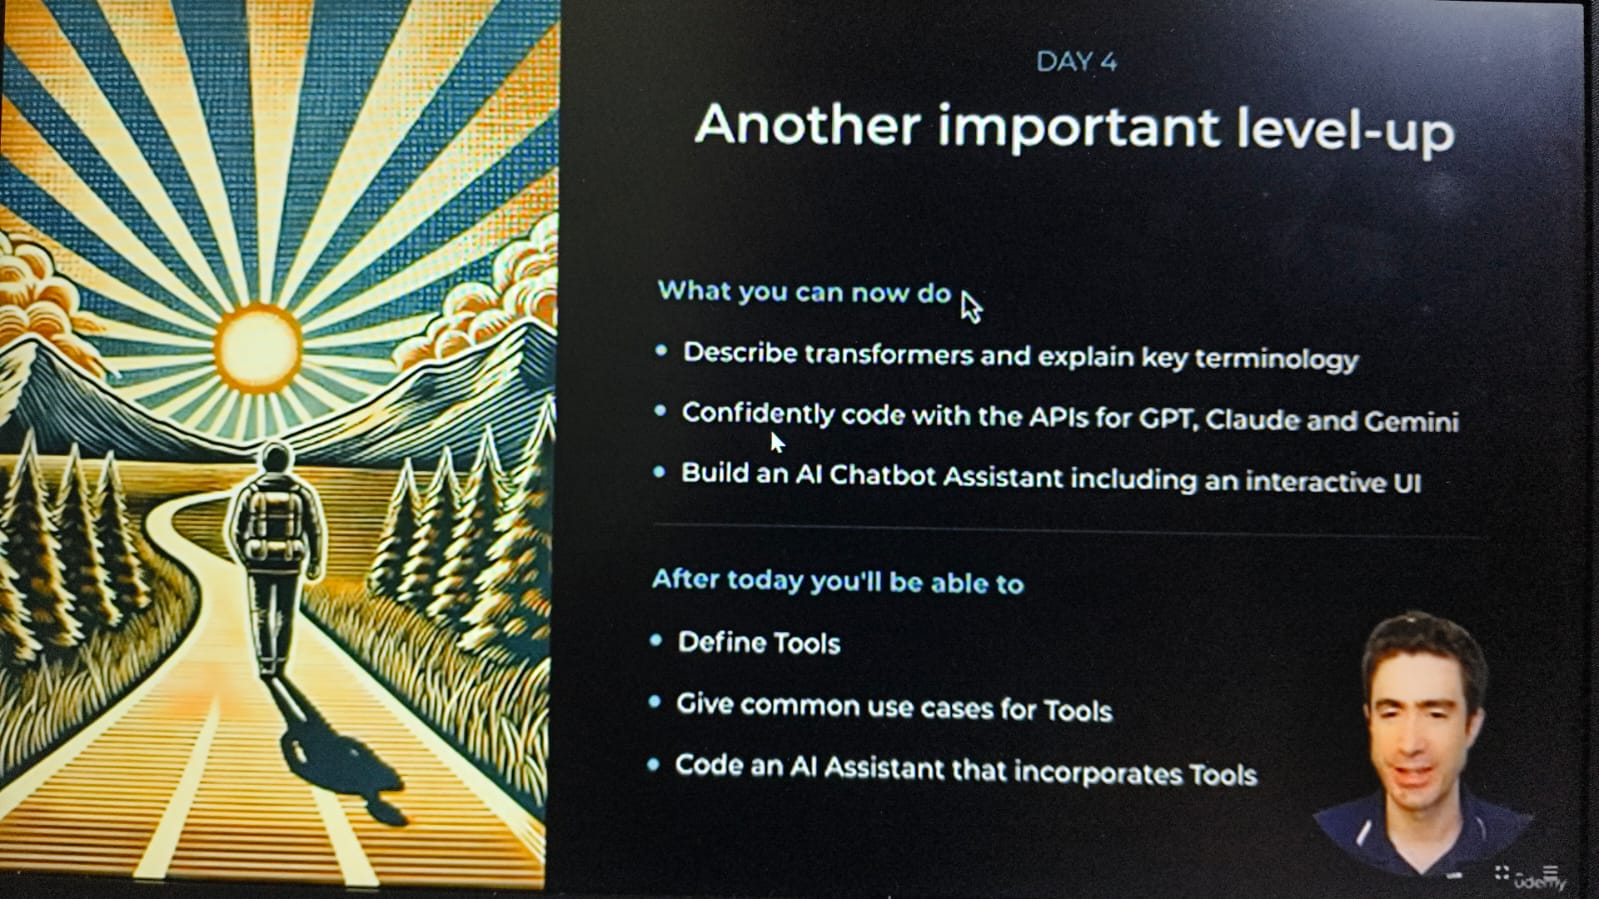 DAY 4
Another important level-up
What you can now do
Describe transformers and explain key terminology
Confidently code with the APIs for GPT, Claude and Gemini
Build an AI Chatbot Assistant including an interactive UI
After today you'll be able to
Define Tools
Give common use cases for Tools
Code an AI Assistant that incorporates Tools
udemy